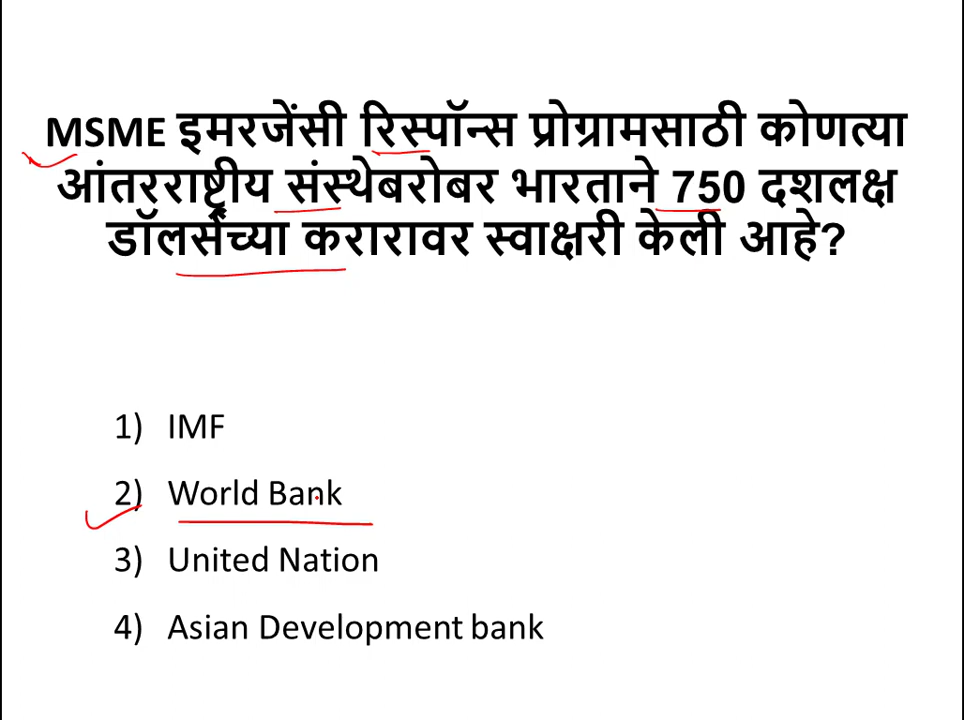 MSME इमरजेंसी रिस्पॉन्स प्रोग्रामसाठी कोणत्या
आंतरराष्ट्रीय संस्थेबरोबर भारताने 750 दशलक्ष
डॉलर्सच्या करारावर स्वाक्षरी केली आहे?
1) IMF
2) World Bank
3) United Nation
4) Asian Development bank